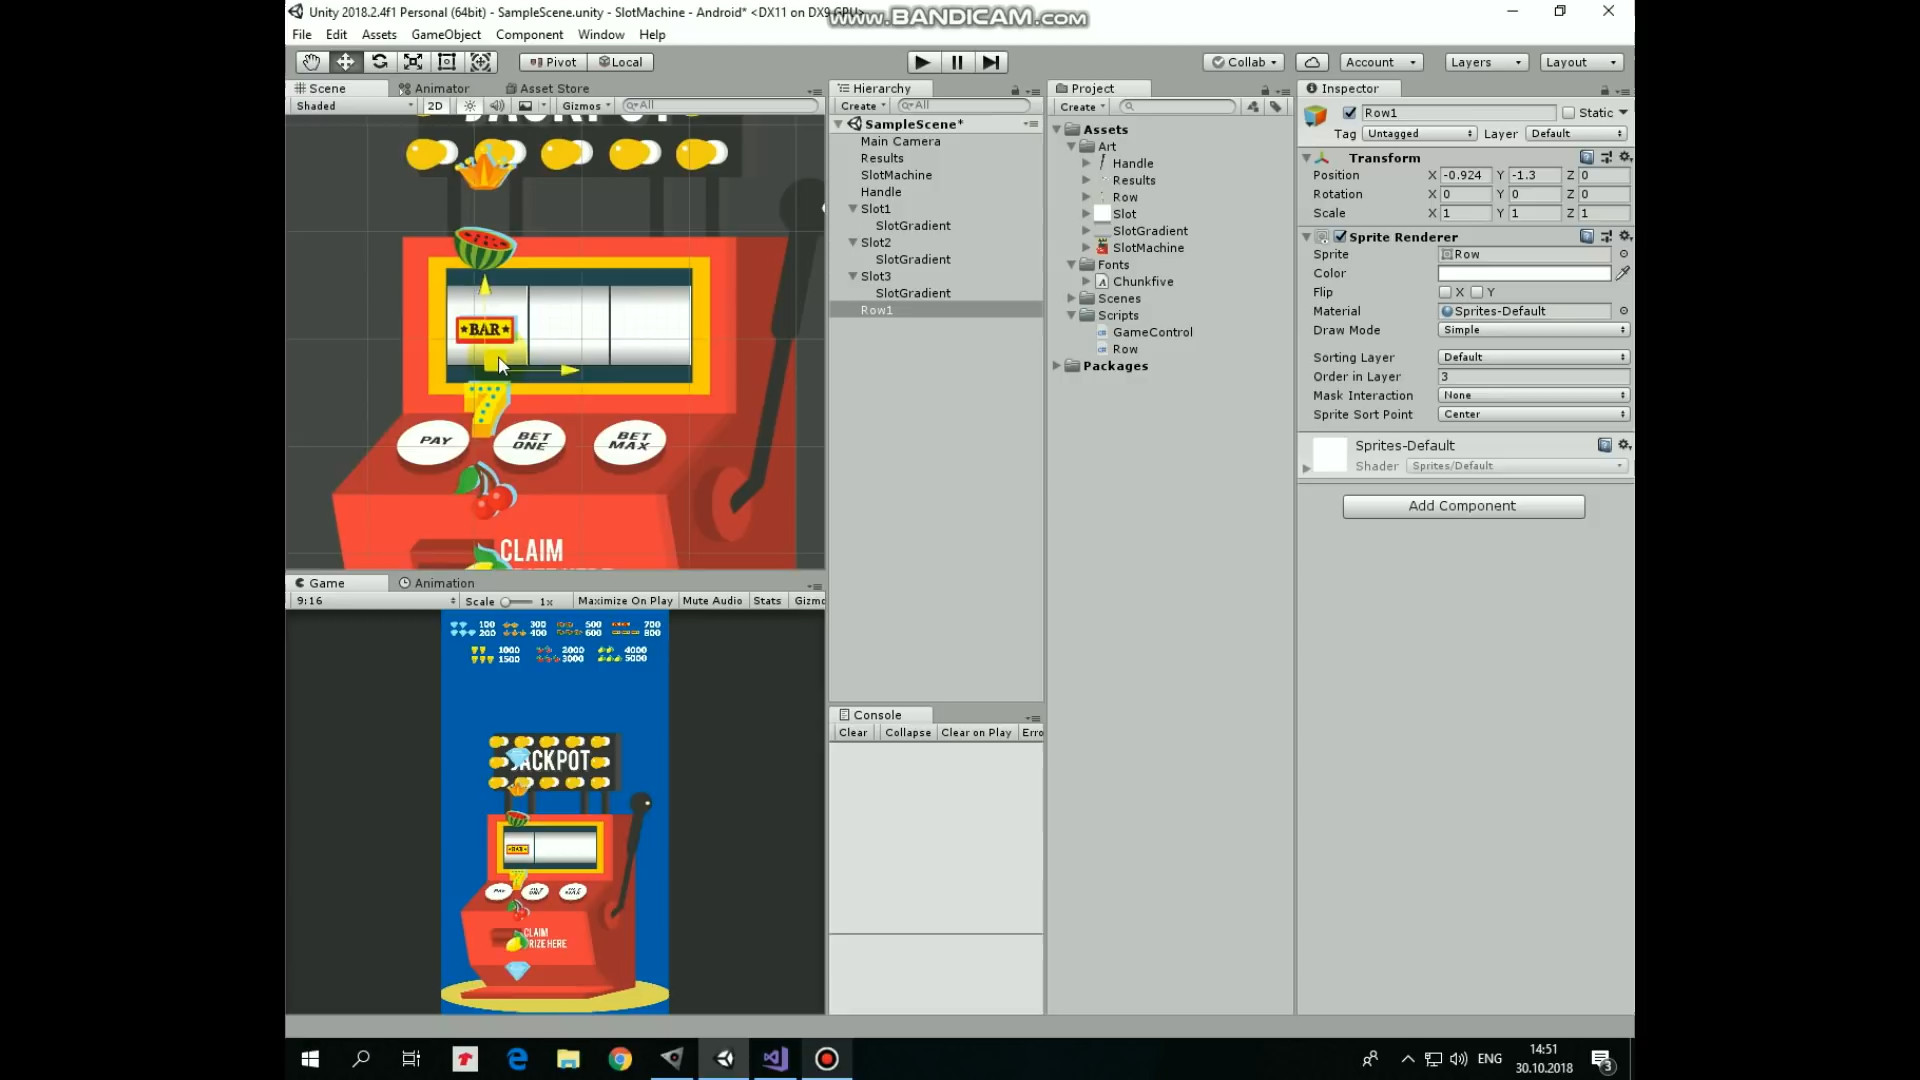 Unity 2018.2.4f1 Personal (64bit) - SampleScene.unity - SlotMachine - Android* <DX11 on DX9 GPU>
www.BANDICAM.com
File Edit Assets GameObject Component Window Help
Pivot Local Collab Account Layers Layout
Scene Animator Asset Store
Shaded 2D Gizmos All
JACKPOT
BAR
PAY
BET ONE
BET MAX
CLAIM
Hierarchy
Create All
SampleScene*
Main Camera
Results
SlotMachine
Handle
Slot1
SlotGradient
Slot2
SlotGradient
Slot3
SlotGradient
Row1
Project
Create
Assets
Art
Handle
Results
Row
Slot
SlotGradient
SlotMachine
Fonts
Chunkfive
Scenes
Scripts
GameControl
Row
Packages
Inspector
Row1 Static
Tag Untagged Layer Default
Transform
Position X -0.924 Y -1.3 Z 0
Rotation X 0 Y 0 Z 0
Scale X 1 Y 1 Z 1
Sprite Renderer
Sprite Row
Color
Flip X Y
Material Sprites-Default
Draw Mode Simple
Sorting Layer Default
Order in Layer 3
Mask Interaction None
Sprite Sort Point Center
Sprites-Default
Shader Sprites/Default
Add Component
Game Animation
9:16 Scale 1x Maximize On Play Mute Audio Stats Gizmo
100 300 500 700
200 400 600 800
1000 2000 4000
1500 3000 5000
JACKPOT
BAR
PAY
CLAIM
RIZE HERE
Console
Clear Collapse Clear on Play Erro
ENG
14:51
30.10.2018
3